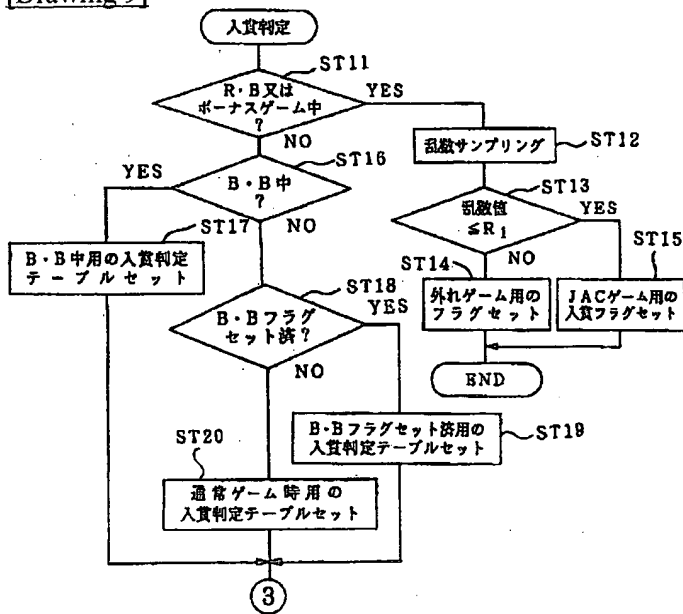 [Drawing 9]
入賞判定
ST11
R・B又は
ボーナスゲーム中
?
YES
NO
乱数サンプリング
ST12
ST16
YES
B・B中
?
NO
ST13
乱数値
≦R1
YES
NO
ST17
B・B中用の入賞判定
テーブルセット
ST14
外れゲーム用の
フラグセット
ST15
JACゲーム用の
入賞フラグセット
END
ST18
B・Bフラグ
セット済?
YES
NO
B・Bフラグセット済用の
入賞判定テーブルセット
ST19
ST20
通常ゲーム時用の
入賞判定テーブルセット
3